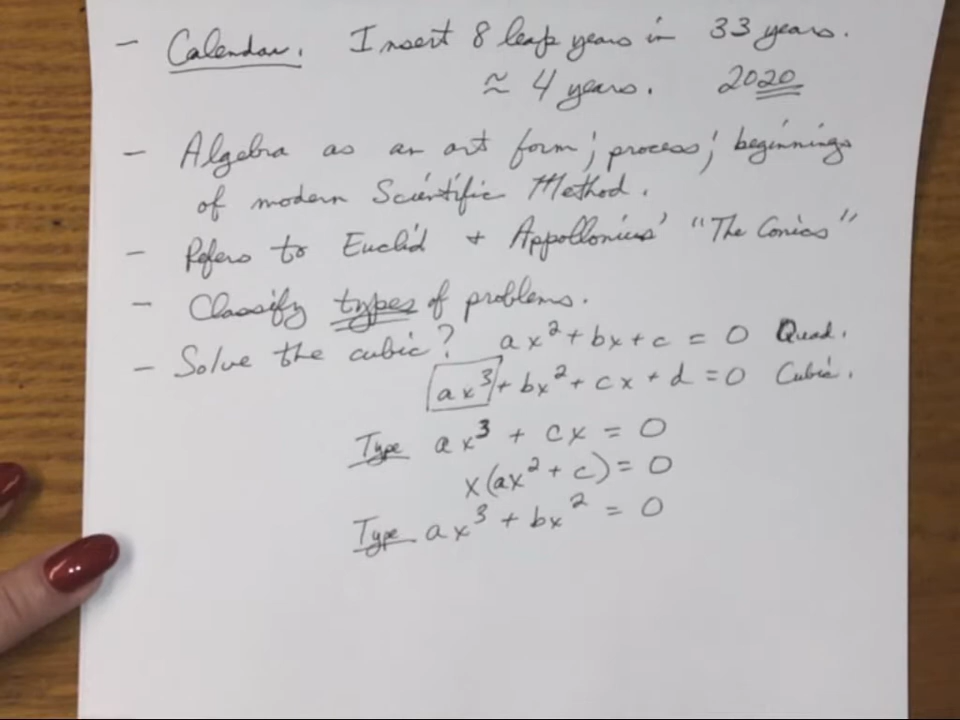 - Calendar. Insert 8 leap years in 33 years.
≈ 4 years. 2020
- Algebra as an art form; process; beginnings
of modern Scientific Method.
- Refers to Euclid + Appollonius' "The Conics"
- Classify types of problems.
- Solve the cubic? ax² + bx + c = 0 Quad.
ax³ + bx² + cx + d = 0 Cubic.
Type ax³ + cx = 0
x(ax² + c) = 0
Type ax³ + bx² = 0